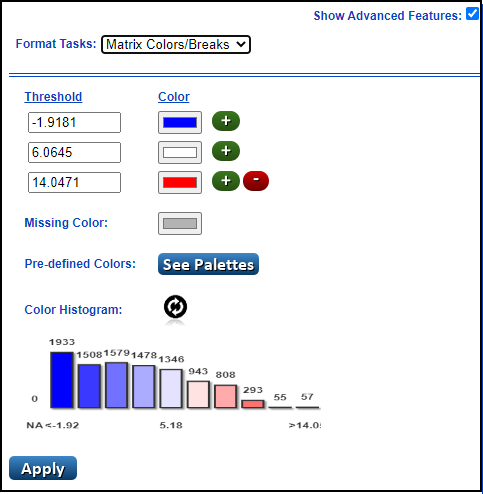 Show Advanced Features:
Format Tasks: Matrix Colors/Breaks
Threshold Color
-1.9181 +
6.0645 +
14.0471 + -
Missing Color:
Pre-defined Colors: See Palettes
Color Histogram:
1933
1508 1579 1478 1346
943 808
293 55 57
0
NA <-1.92 5.18 >14.05
Apply